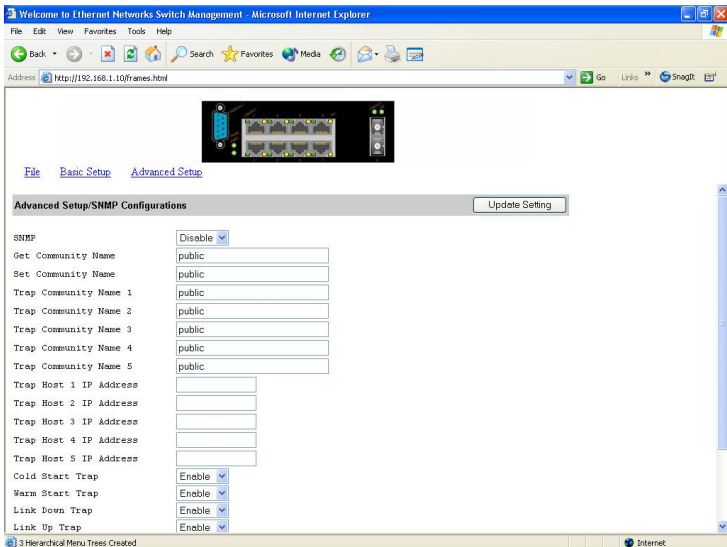 Welcome to Ethernet Networks Switch Management - Microsoft Internet Explorer
File Edit View Favorites Tools Help
Back Search Favorites Media
Address http://192.168.1.10/frames.html Go Links » SnagIt
File Basic Setup Advanced Setup
Advanced Setup/SNMP Configurations Update Setting
SNMP Disable
Get Community Name public
Set Community Name public
Trap Community Name 1 public
Trap Community Name 2 public
Trap Community Name 3 public
Trap Community Name 4 public
Trap Community Name 5 public
Trap Host 1 IP Address
Trap Host 2 IP Address
Trap Host 3 IP Address
Trap Host 4 IP Address
Trap Host 5 IP Address
Cold Start Trap Enable
Warm Start Trap Enable
Link Down Trap Enable
Link Up Trap Enable
3 Hierarchical Menu Trees Created Internet